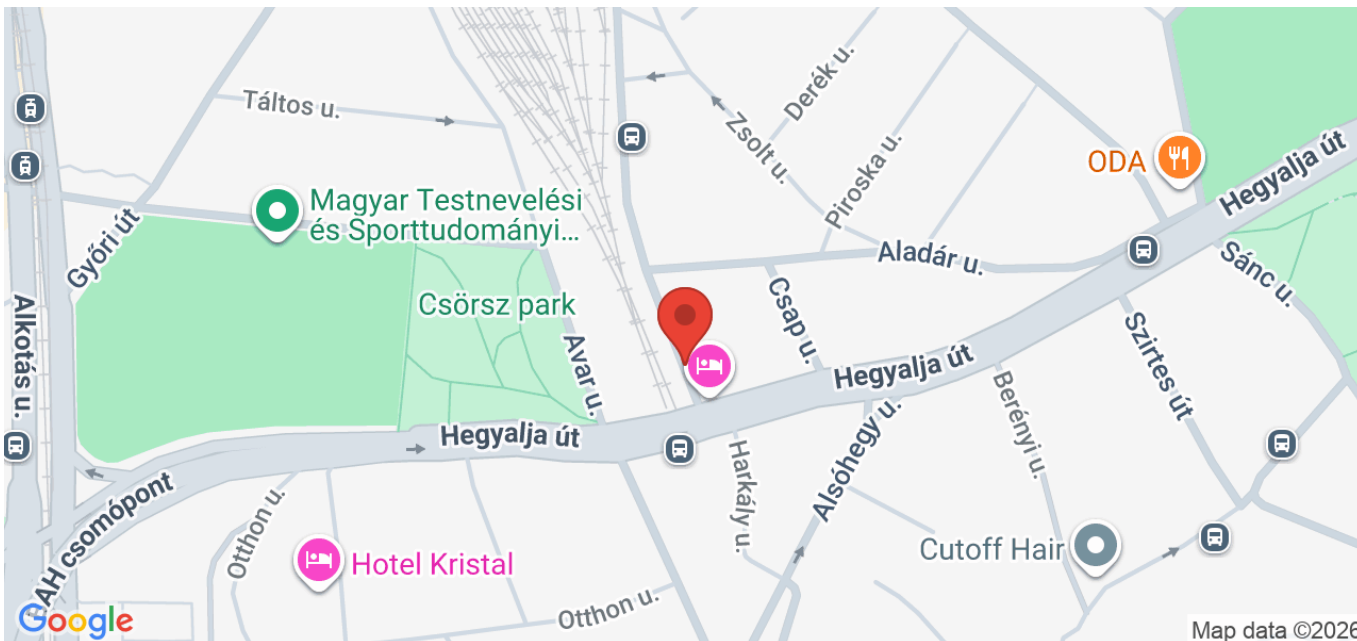 Táltos u.
Derék u.
Zsolt u.
Piroska u.
ODA
Hegyalja út
Magyar Testnevelési
és Sporttudományi...
Győri út
Aladár u.
Sánc u.
Csörsz park
Csap u.
Alkotás u.
Avar u.
Hegyalja út
Szirtes út
Berényi u.
Hegyalja út
Harkály u.
Alsóhegy u.
AH csomópont
Otthon u.
Hotel Kristal
Cutoff Hair
Otthon u.
Google
Map data ©2026